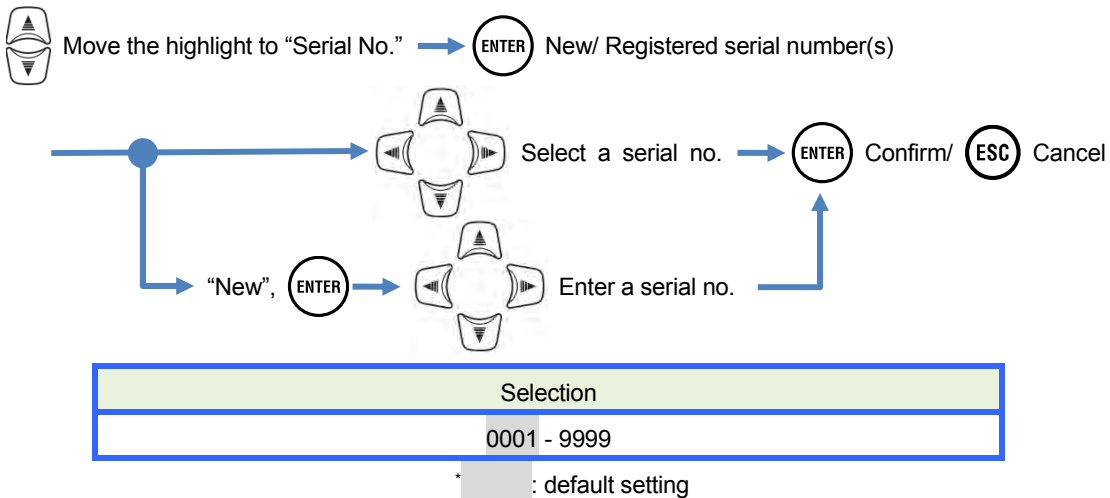 Move the highlight to “Serial No.” ENTER New/ Registered serial number(s)
Select a serial no. ENTER Confirm/ ESC Cancel
“New”, ENTER Enter a serial no.
Selection
0001 - 9999
* : default setting